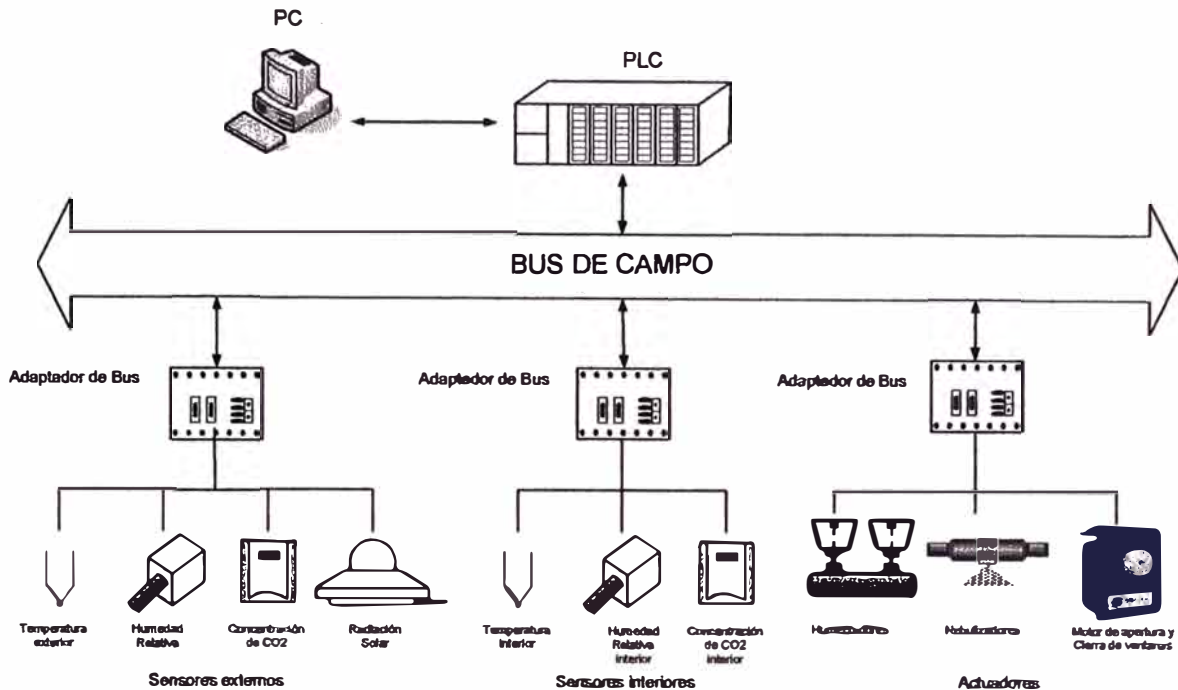 PC
PLC
BUS DE CAMPO
Adaptador de Bus
Adaptador de Bus
Adaptador de Bus
Temperatura
exterior
Humedad
Relativa
Concentración
de CO2
Radiación
Solar
Temperatura
Interior
Humedad
Relativa
interior
Concentración
de CO2
interior
Nebulizadores
Motor de apertura y
Cierra de ventanas
Sensores externos
Sensores interiores
Actuadores